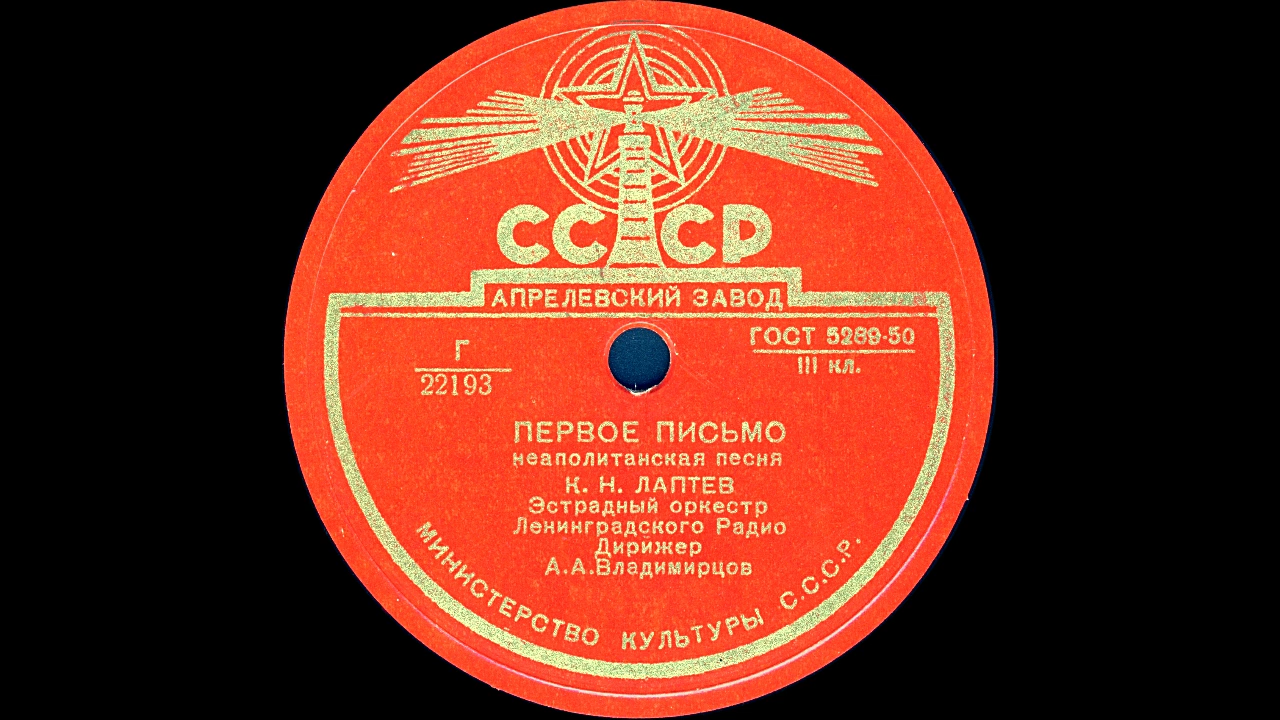 СССР
АПРЕЛЕВСКИЙ ЗАВОД
Г
22193
ГОСТ 5289-50
III кл.
ПЕРВОЕ ПИСЬМО
неаполитанская песня
К. Н. ЛАПТЕВ
Эстрадный оркестр
Ленинградского Радио
Дирижер
А.А.Владимирцов
МИНИСТЕРСТВО КУЛЬТУРЫ С.С.С.Р.